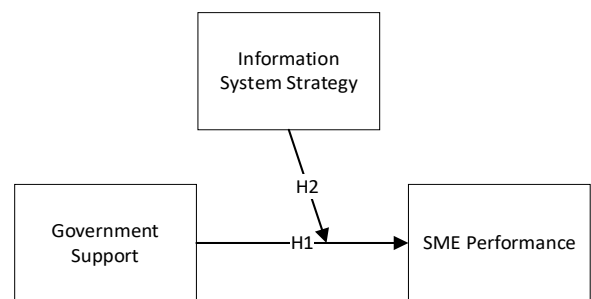 Information
System Strategy
H2
Government
Support
H1
SME Performance